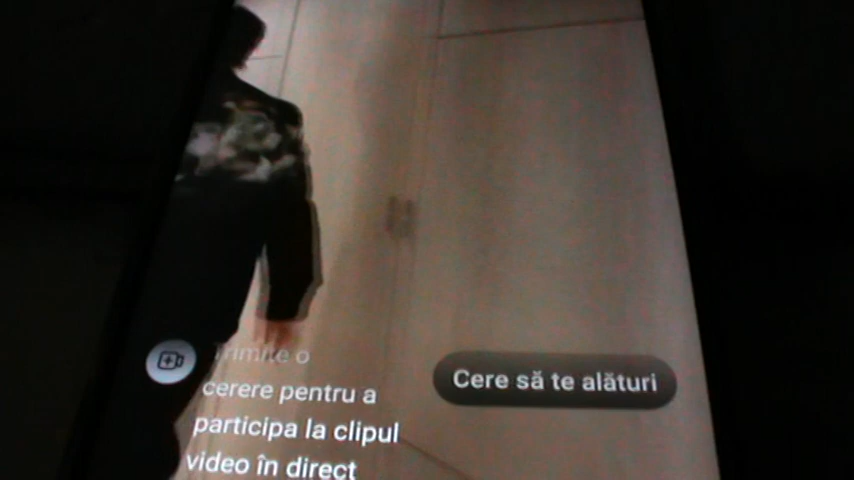 Trimite o
cerere pentru a
participa la clipul
video în direct
Cere să te alături